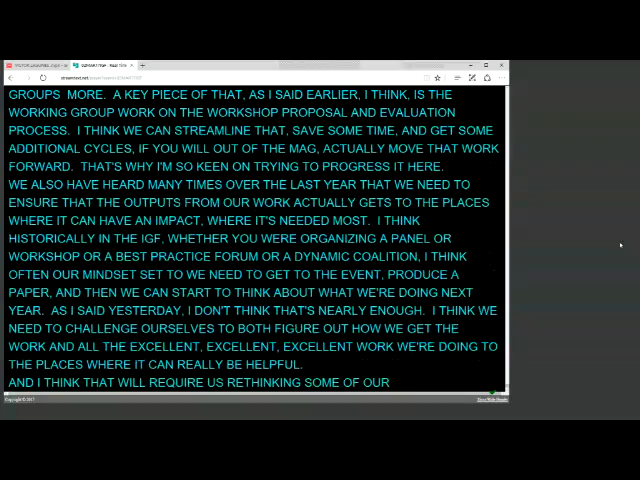 streamtext.net
GROUPS  MORE.  A KEY PIECE OF THAT, AS I SAID EARLIER, I THINK, IS THE
WORKING GROUP WORK ON THE WORKSHOP PROPOSAL AND EVALUATION
PROCESS.  I THINK WE CAN STREAMLINE THAT, SAVE SOME TIME, AND GET SOME
ADDITIONAL CYCLES, IF YOU WILL OUT OF THE MAG, ACTUALLY MOVE THAT WORK
FORWARD.  THAT'S WHY I'M SO KEEN ON TRYING TO PROGRESS IT HERE.
WE ALSO HAVE HEARD MANY TIMES OVER THE LAST YEAR THAT WE NEED TO
ENSURE THAT THE OUTPUTS FROM OUR WORK ACTUALLY GETS TO THE PLACES
WHERE IT CAN HAVE AN IMPACT, WHERE IT'S NEEDED MOST.  I THINK
HISTORICALLY IN THE IGF, WHETHER YOU WERE ORGANIZING A PANEL OR
WORKSHOP OR A BEST PRACTICE FORUM OR A DYNAMIC COALITION, I THINK
OFTEN OUR MINDSET SET TO WE NEED TO GET TO THE EVENT, PRODUCE A
PAPER, AND THEN WE CAN START TO THINK ABOUT WHAT WE'RE DOING NEXT
YEAR.  AS I SAID YESTERDAY, I DON'T THINK THAT'S NEARLY ENOUGH.  I THINK WE
NEED TO CHALLENGE OURSELVES TO BOTH FIGURE OUT HOW WE GET THE
WORK AND ALL THE EXCELLENT, EXCELLENT, EXCELLENT WORK WE'RE DOING TO
THE PLACES WHERE IT CAN REALLY BE HELPFUL.
AND I THINK THAT WILL REQUIRE US RETHINKING SOME OF OUR
Copyright © 2017